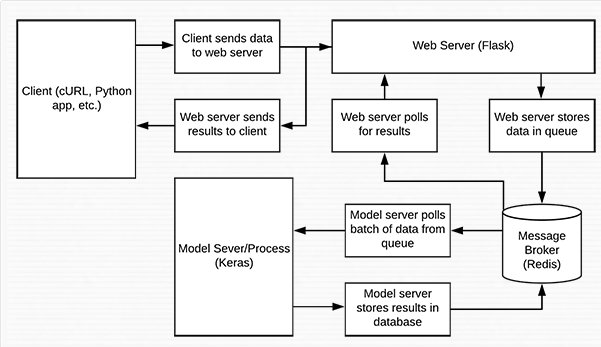 Client sends data
to web server
Web Server (Flask)
Client (cURL, Python
app, etc.)
Web server sends
results to client
Web server polls
for results
Web server stores
data in queue
Model server polls
batch of data from
queue
Message
Broker
(Redis)
Model Sever/Process
(Keras)
Model server
stores results in
database